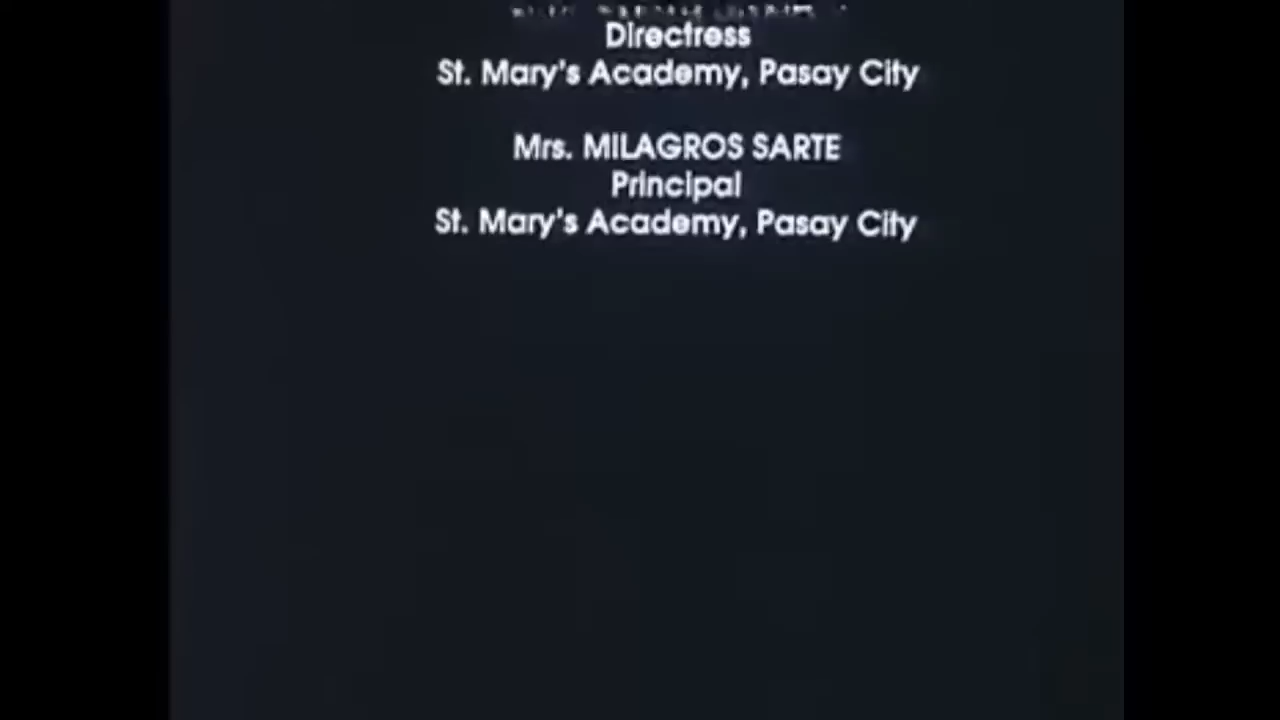 Directress
St. Mary's Academy, Pasay City
Mrs. MILAGROS SARTE
Principal
St. Mary's Academy, Pasay City